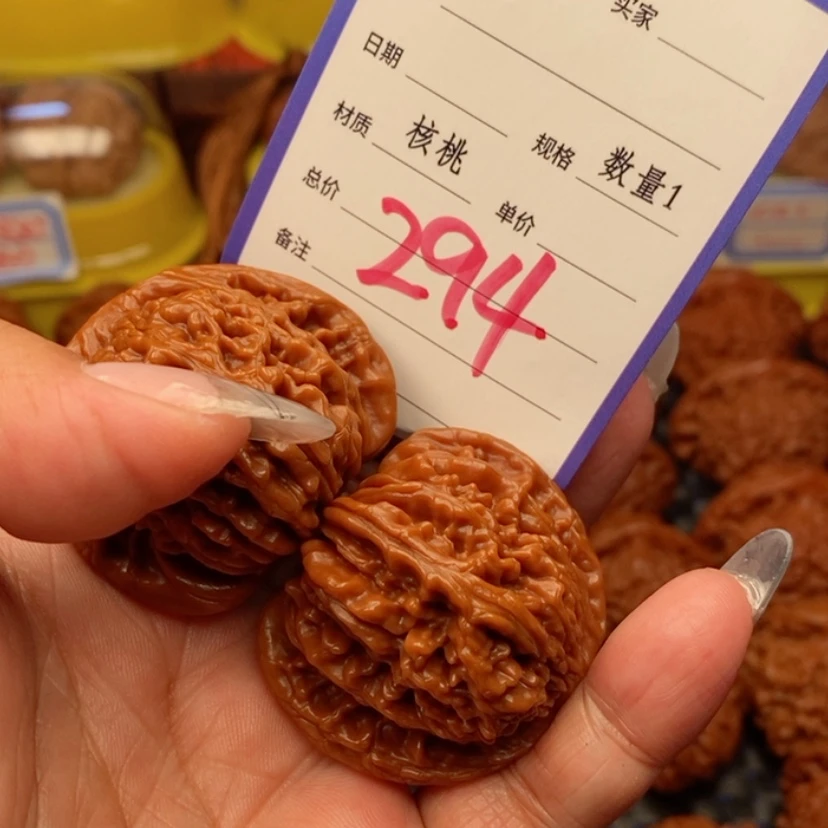 买家
日期
材质 核桃 规格 数量1
总价 294 单价
备注